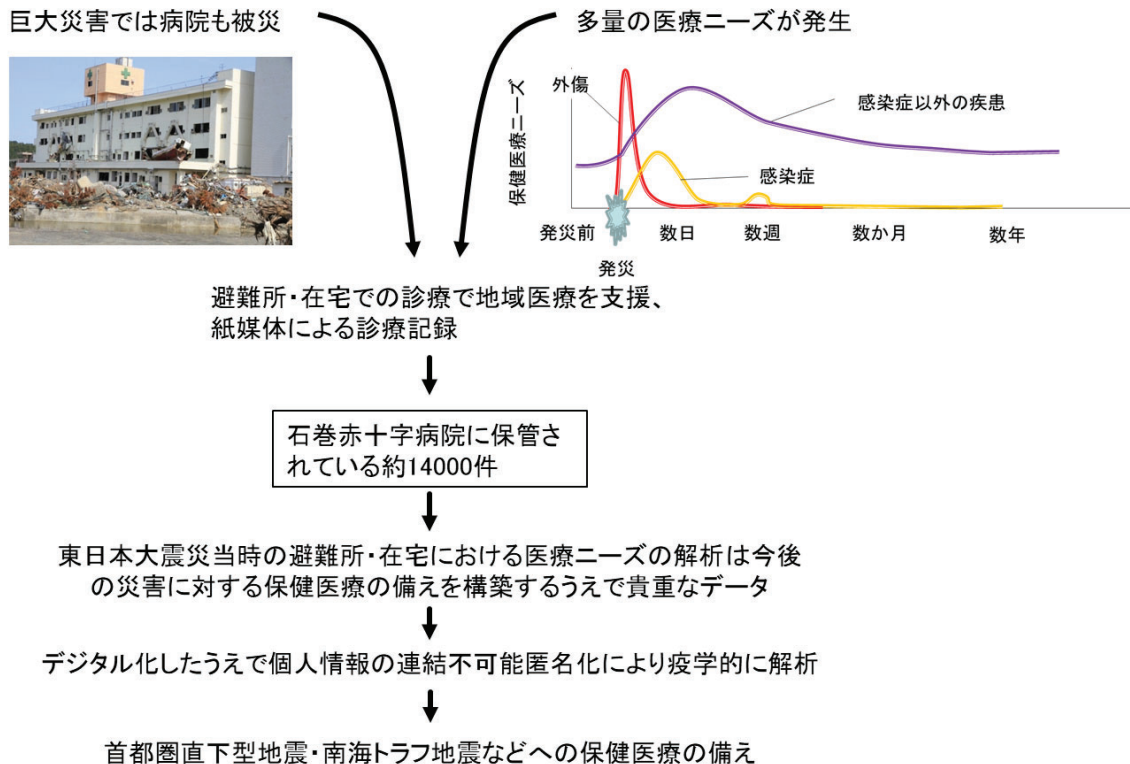 巨大災害では病院も被災
多量の医療ニーズが発生
保健医療ニーズ
外傷
感染症以外の疾患
感染症
発災前
数日
数週
数か月
数年
発災
避難所・在宅での診療で地域医療を支援、
紙媒体による診療記録
石巻赤十字病院に保管さ
れている約14000件
東日本大震災当時の避難所・在宅における医療ニーズの解析は今後
の災害に対する保健医療の備えを構築するうえで貴重なデータ
デジタル化したうえで個人情報の連結不可能匿名化により疫学的に解析
首都圏直下型地震・南海トラフ地震などへの保健医療の備え